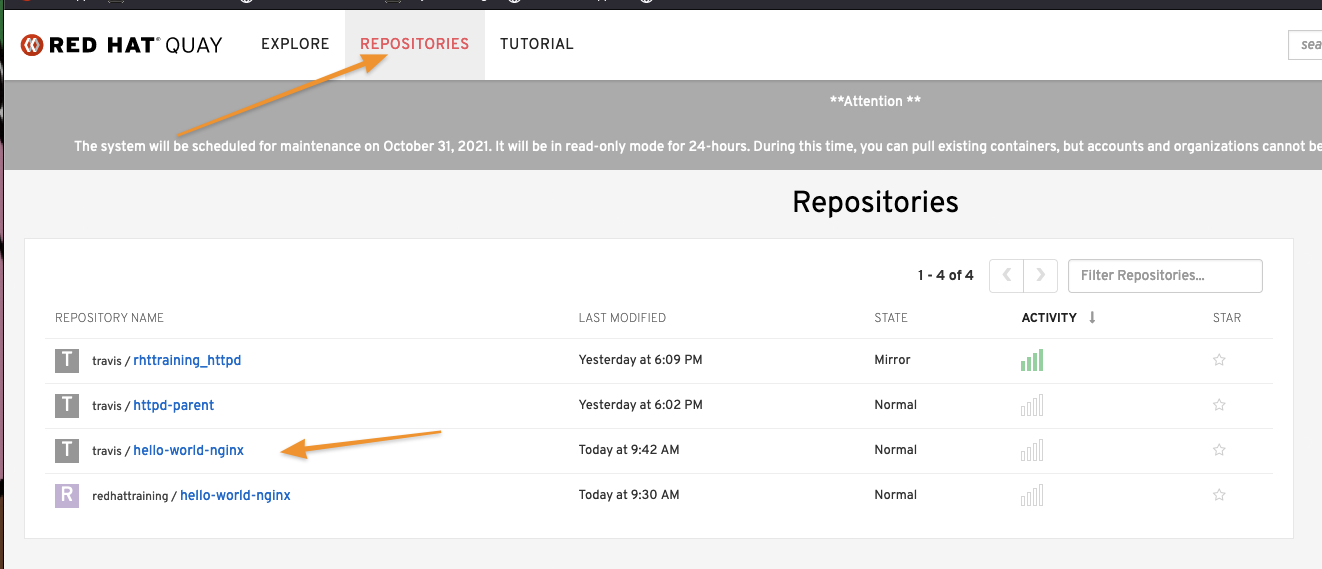 RED HAT® QUAY EXPLORE REPOSITORIES TUTORIAL sea
**Attention **
The system will be scheduled for maintenance on October 31, 2021. It will be in read-only mode for 24-hours. During this time, you can pull existing containers, but accounts and organizations cannot be
Repositories
1 - 4 of 4 Filter Repositories...
REPOSITORY NAME LAST MODIFIED STATE ACTIVITY STAR
T travis / rhttraining_httpd Yesterday at 6:09 PM Mirror
T travis / httpd-parent Yesterday at 6:02 PM Normal
T travis / hello-world-nginx Today at 9:42 AM Normal
R redhattraining / hello-world-nginx Today at 9:30 AM Normal